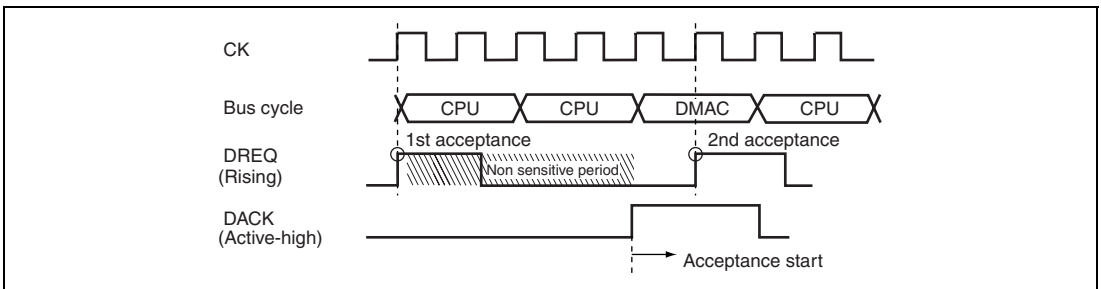 CK
Bus cycle
CPU CPU DMAC CPU
1st acceptance 2nd acceptance
DREQ
(Rising)
Non sensitive period
DACK
(Active-high)
Acceptance start